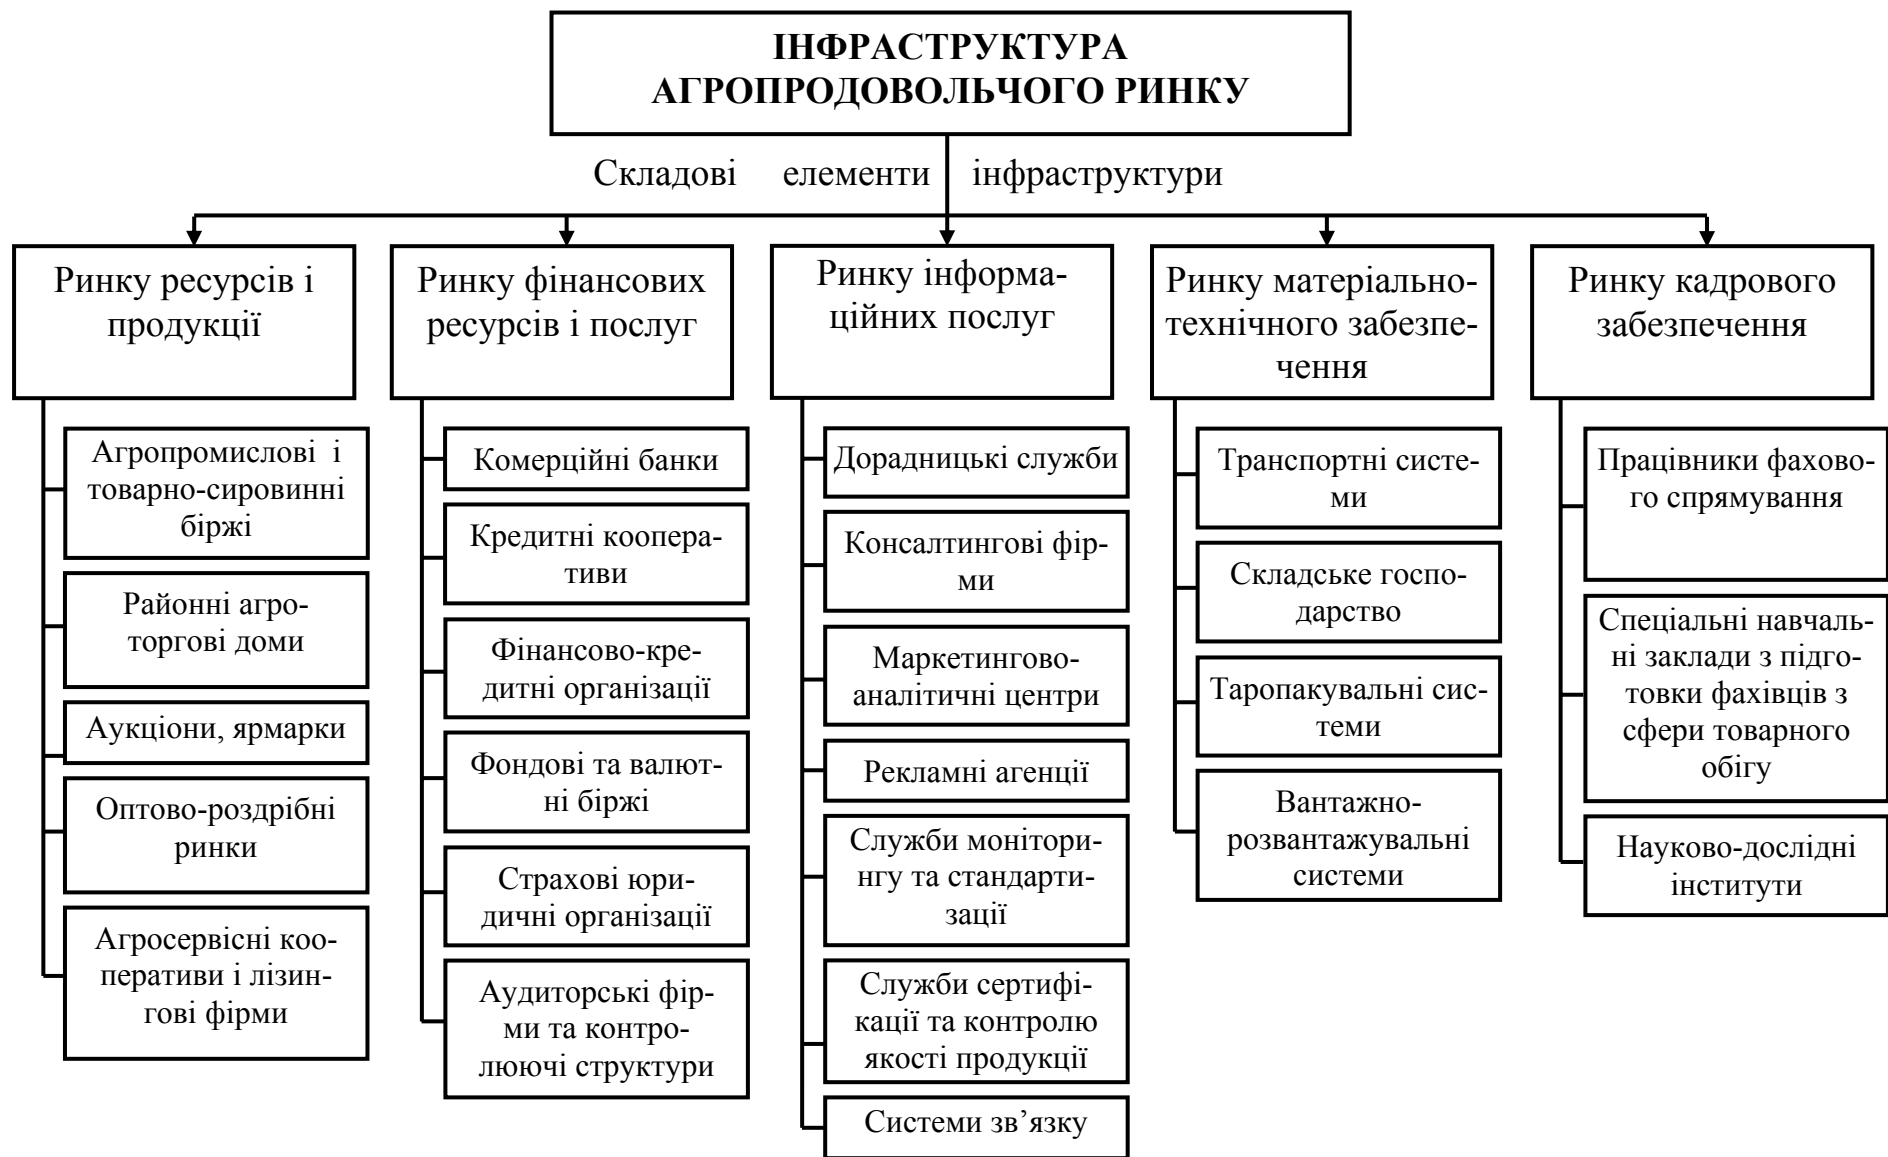 ІНФРАСТРУКТУРА
АГРОПРОДОВОЛЬЧОГО РИНКУ
Складові елементи інфраструктури
Ринку ресурсів і
продукції
Агропромислові і
товарно-сировинні
біржі
Районні агро-
торгові доми
Аукціони, ярмарки
Оптово-роздрібні
ринки
Агросервісні коо-
перативи і лізин-
гові фірми
Ринку фінансових
ресурсів і послуг
Комерційні банки
Кредитні коопера-
тиви
Фінансово-кре-
дитні організації
Фондові та валют-
ні біржі
Страхові юри-
дичні організації
Аудиторські фір-
ми та контро-
люючі структури
Ринку інформа-
ційних послуг
Дорадницькі служби
Консалтингові фір-
ми
Маркетингово-
аналітичні центри
Рекламні агенції
Служби монітори-
нгу та стандарти-
зації
Служби сертифі-
кації та контролю
якості продукції
Системи зв’язку
Ринку матеріально-
технічного забезпе-
чення
Транспортні систе-
ми
Складське госпо-
дарство
Таропакувальні сис-
теми
Вантажно-
розвантажувальні
системи
Ринку кадрового
забезпечення
Працівники фахово-
го спрямування
Спеціальні навчаль-
ні заклади з підго-
товки фахівців з
сфери товарного
обігу
Науково-дослідні
інститути